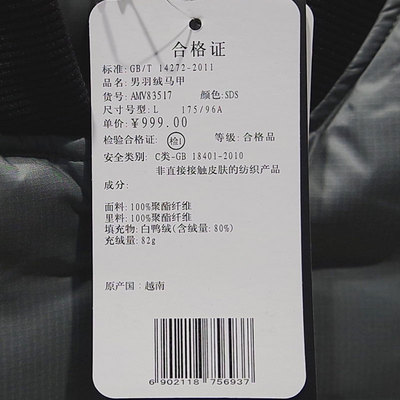 合格证
标准:GB/T 14272-2011
品名:男羽绒马甲
货号:AMV83517 颜色:SDS
尺寸号型:L 175/96A
单价:¥999.00
检验合格证: 检1 等级:合格品
安全类别: C类-GB 18401-2010
非直接接触皮肤的纺织产品
成分:
面料:100%聚酯纤维
里料:100%聚酯纤维
填充物:白鸭绒(含绒量:80%)
充绒量:82g
原产国:越南
6 902118 756937